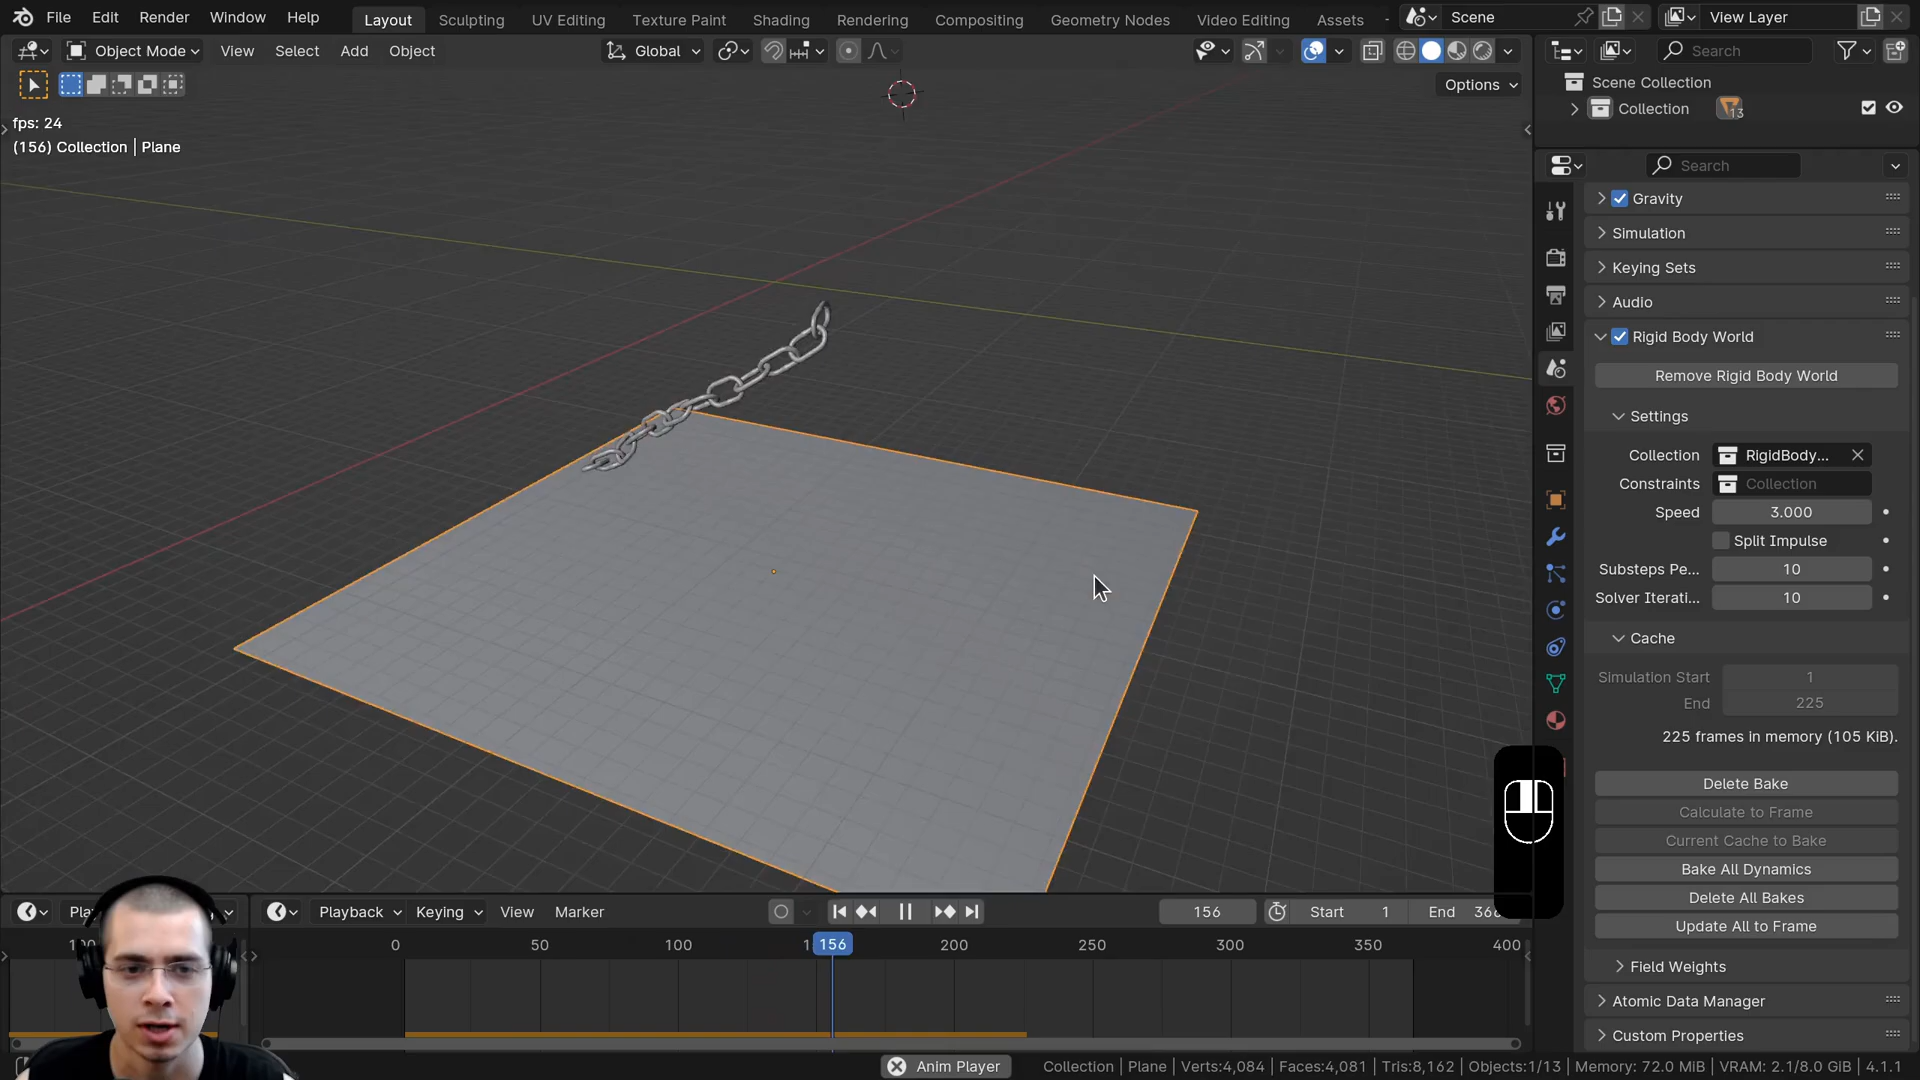 File Edit Render Window Help Layout Sculpting UV Editing Texture Paint Shading Rendering Compositing Geometry Nodes Video Editing Assets Scene View Layer
Object Mode View Select Add Object Global Search
Options
Scene Collection
Collection 13
fps: 24
(156) Collection | Plane
Search
Gravity
Simulation
Keying Sets
Audio
Rigid Body World
Remove Rigid Body World
Settings
Collection RigidBody...
Constraints Collection
Speed 3.000
Split Impulse
Substeps Pe... 10
Solver Iterati... 10
Cache
Simulation Start 1
End 225
225 frames in memory (105 KiB).
Delete Bake
Calculate to Frame
Current Cache to Bake
Bake All Dynamics
Delete All Bakes
Update All to Frame
Field Weights
Atomic Data Manager
Custom Properties
Playback Keying View Marker 156 Start 1 End
0 50 100 156 200 250 300 350 400
Anim Player Collection | Plane | Verts:4,084 | Faces:4,081 | Tris:8,162 | Objects:1/13 | Memory: 72.0 MiB | VRAM: 2.1/8.0 GiB | 4.1.1